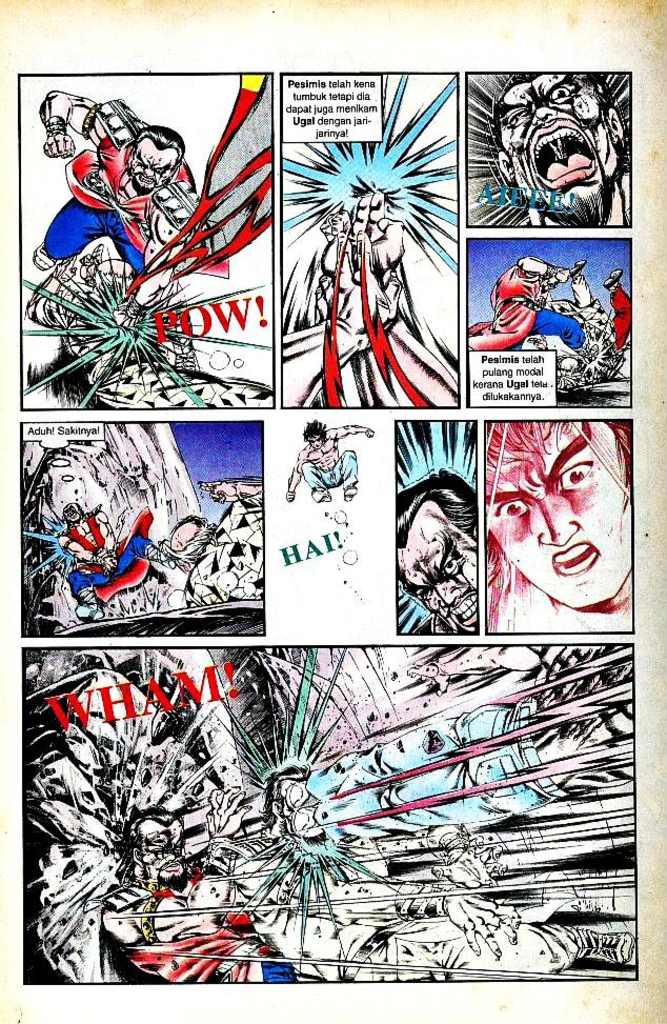 POW!
Pesimis telah kena
tumbuk tetapi dia
dapat juga menikam
Ugal dengan jari-
jarinya!
AIEEE!
Pesimis telah
pulang modal
kerana Ugal
dilukakannya.
Aduh! Sakitnya!
HAI!
WHAM!